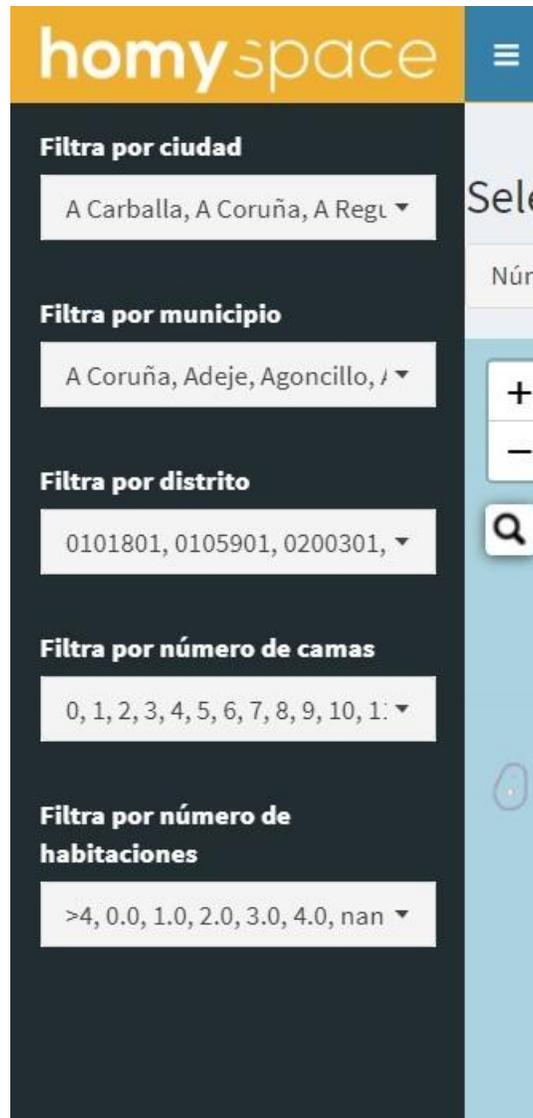 homyspace
Filtra por ciudad
A Carballa, A Coruña, A Regu
Sele
Filtra por municipio
Núm
A Coruña, Adeje, Agoncillo, A
+
−
Filtra por distrito
0101801, 0105901, 0200301,
Filtra por número de camas
0, 1, 2, 3, 4, 5, 6, 7, 8, 9, 10, 1
Filtra por número de
habitaciones
>4, 0.0, 1.0, 2.0, 3.0, 4.0, nan